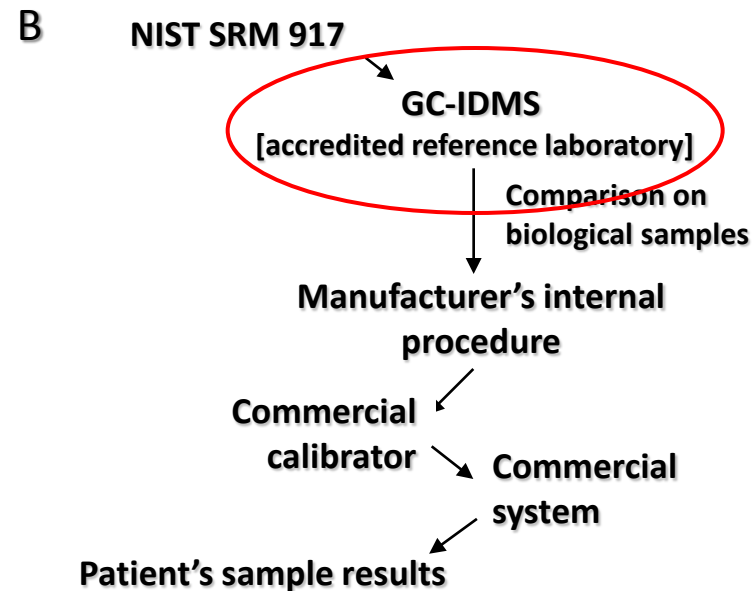 B
NIST SRM 917
GC-IDMS
[accredited reference laboratory]
Comparison on
biological samples
Manufacturer’s internal
procedure
Commercial
calibrator
Commercial
system
Patient’s sample results